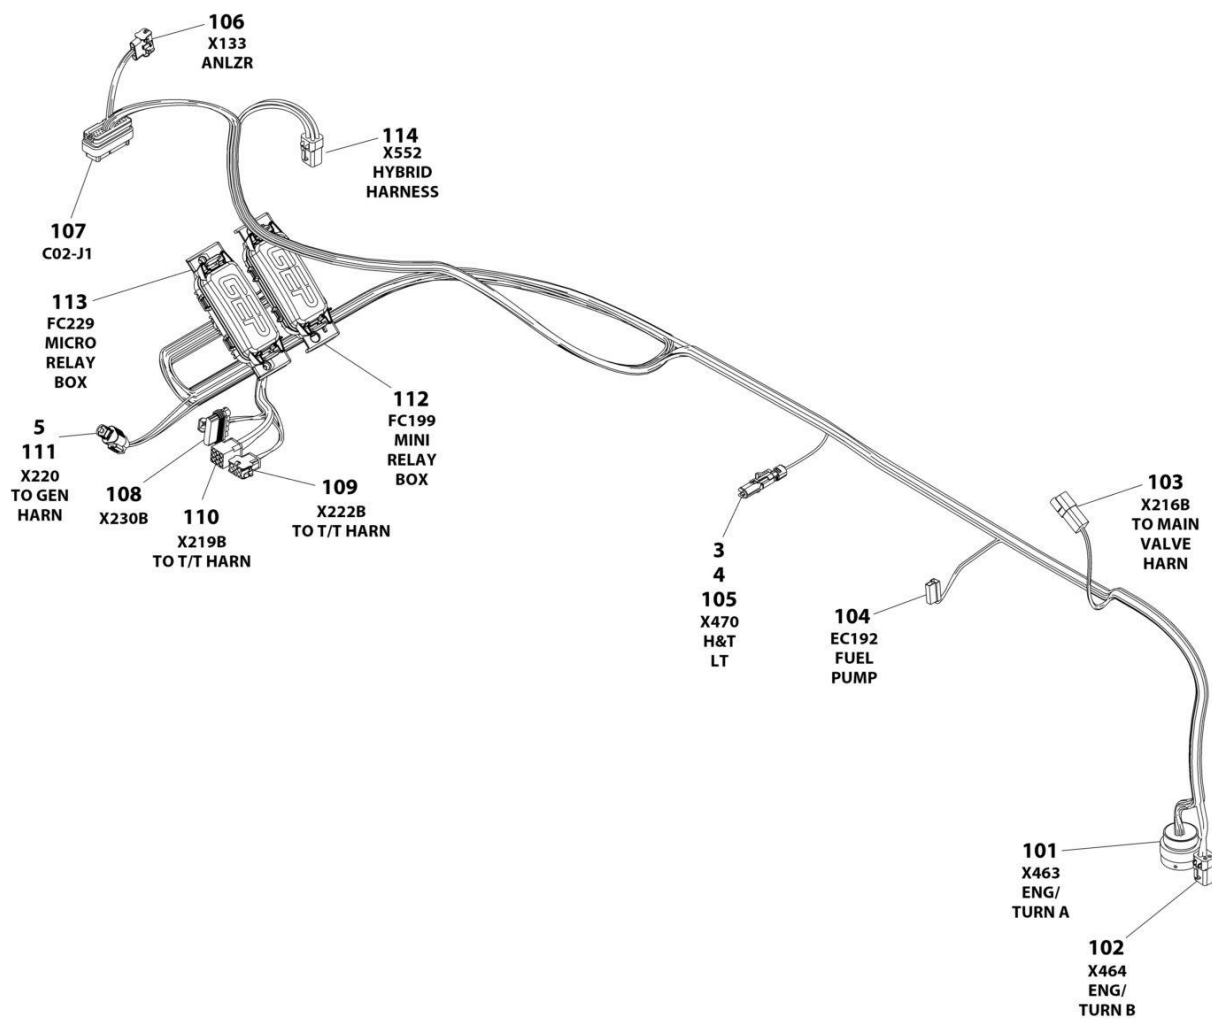 106
X133
ANLZR
114
X552
HYBRID
HARNESS
107
C02-J1
GEP
GEP
113
FC229
MICRO
RELAY
BOX
112
FC199
MINI
RELAY
BOX
5
111
X220
TO GEN
HARN
108
X230B
110
X219B
TO T/T HARN
109
X222B
TO T/T HARN
3
4
105
X470
H&T
LT
103
X216B
TO MAIN
VALVE
HARN
104
EC192
FUEL
PUMP
101
X463
ENG/
TURN A
102
X464
ENG/
TURN B